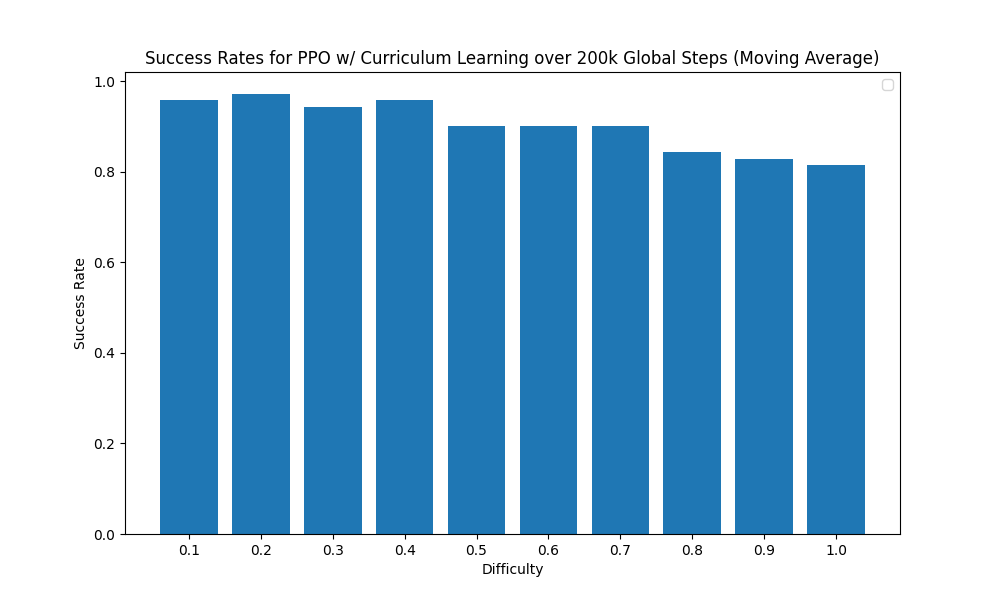 Success Rates for PPO w/ Curriculum Learning over 200k Global Steps (Moving Average)
1.0
0.8
0.6
0.4
0.2
0.0
Success Rate
0.1 0.2 0.3 0.4 0.5 0.6 0.7 0.8 0.9 1.0
Difficulty